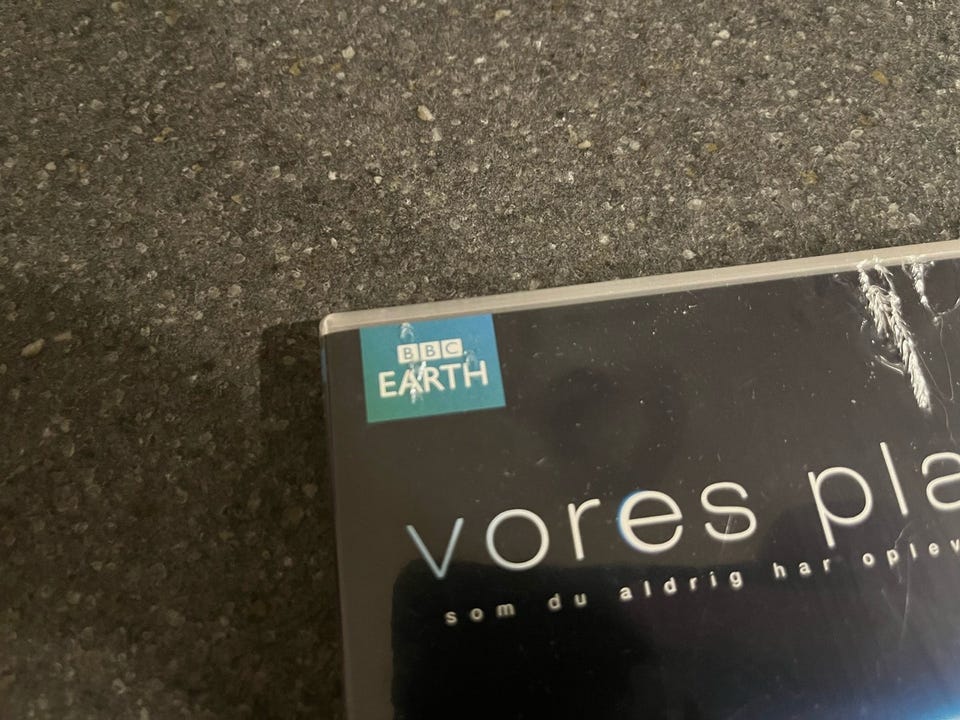 BBC
EARTH
vores pla
som du aldrig har oplev